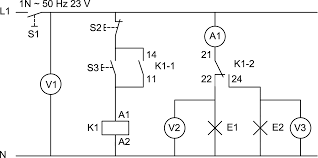 1N ~ 50 Hz 23 V
L1
S1
S2
A1
14
21
S3
K1-1
K1-2
11
22
24
V1
A1
K1
V2
E1
E2
V3
A2
N